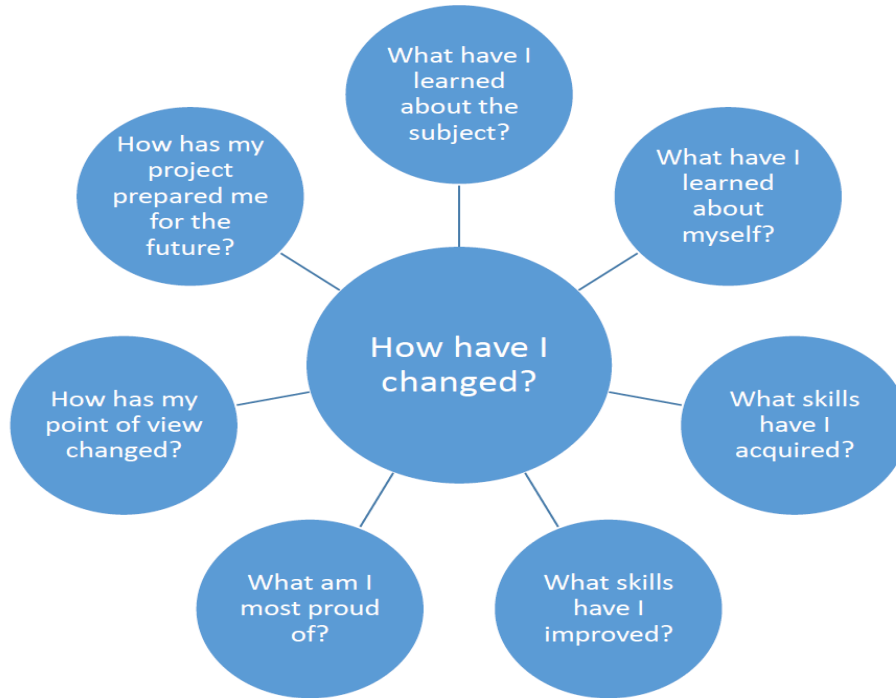 What have I
learned
about the
subject?
What have I
learned
about
myself?
What skills
have I
acquired?
What skills
have I
improved?
What am I
most proud
of?
How has my
point of view
changed?
How has my
project
prepared me
for the
future?
How have I
changed?